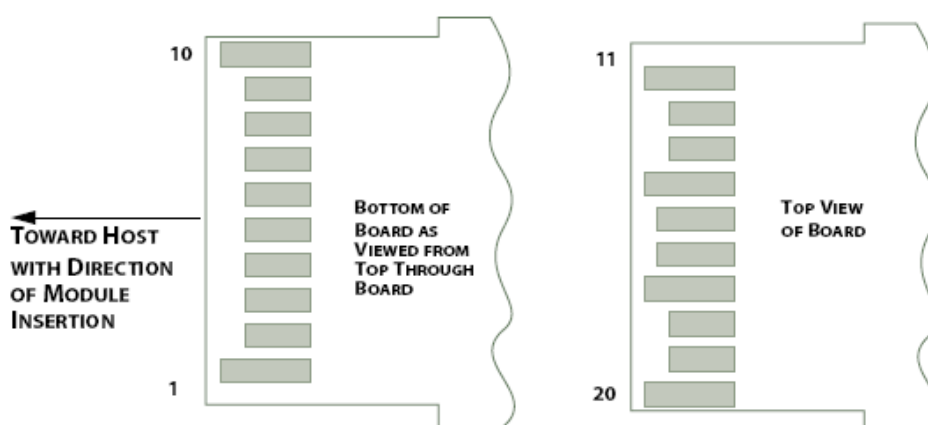 10
TOWARD HOST
WITH DIRECTION
OF MODULE
INSERTION
1
BOTTOM OF
BOARD AS
VIEWED FROM
TOP THROUGH
BOARD
11
TOP VIEW
OF BOARD
20